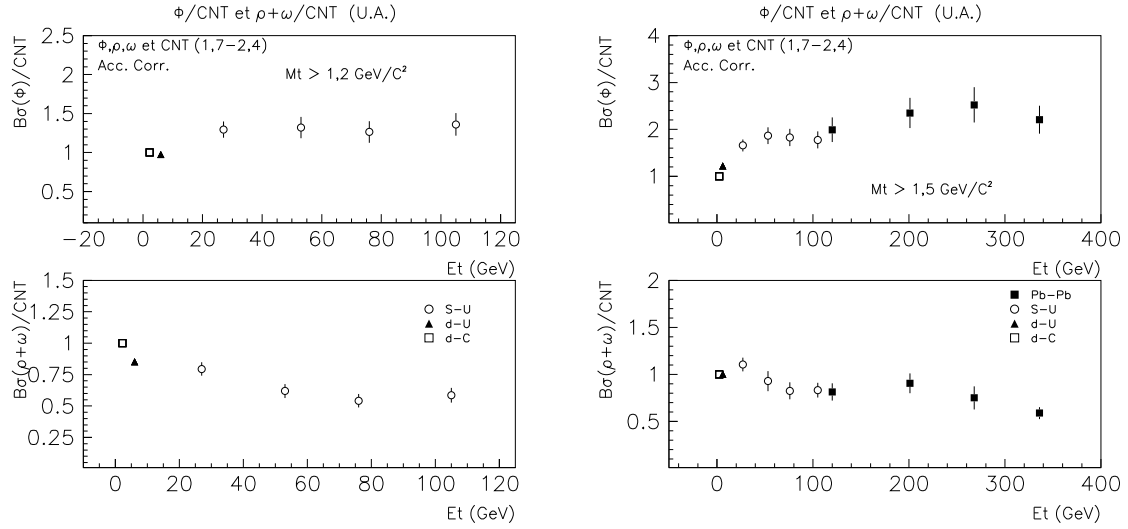 Φ/CNT et ρ+ω/CNT (U.A.)
Bσ(Φ)/CNT
2.5
2
1.5
1
0.5
Φ,ρ,ω et CNT (1,7−2,4)
Acc. Corr.
Mt > 1,2 GeV/C²
−20 0 20 40 60 80 100 120
Et (GeV)
Bσ(ρ+ω)/CNT
1.5
1.25
1
0.75
0.5
0.25
S−U
d−U
d−C
0 20 40 60 80 100 120
Et (GeV)
Φ/CNT et ρ+ω/CNT (U.A.)
Bσ(Φ)/CNT
4
3
2
1
Φ,ρ,ω et CNT (1,7−2,4)
Acc. Corr.
Mt > 1,5 GeV/C²
0 100 200 300 400
Et (GeV)
Bσ(ρ+ω)/CNT
2
1.5
1
0.5
Pb−Pb
S−U
d−U
d−C
0 100 200 300 400
Et (GeV)